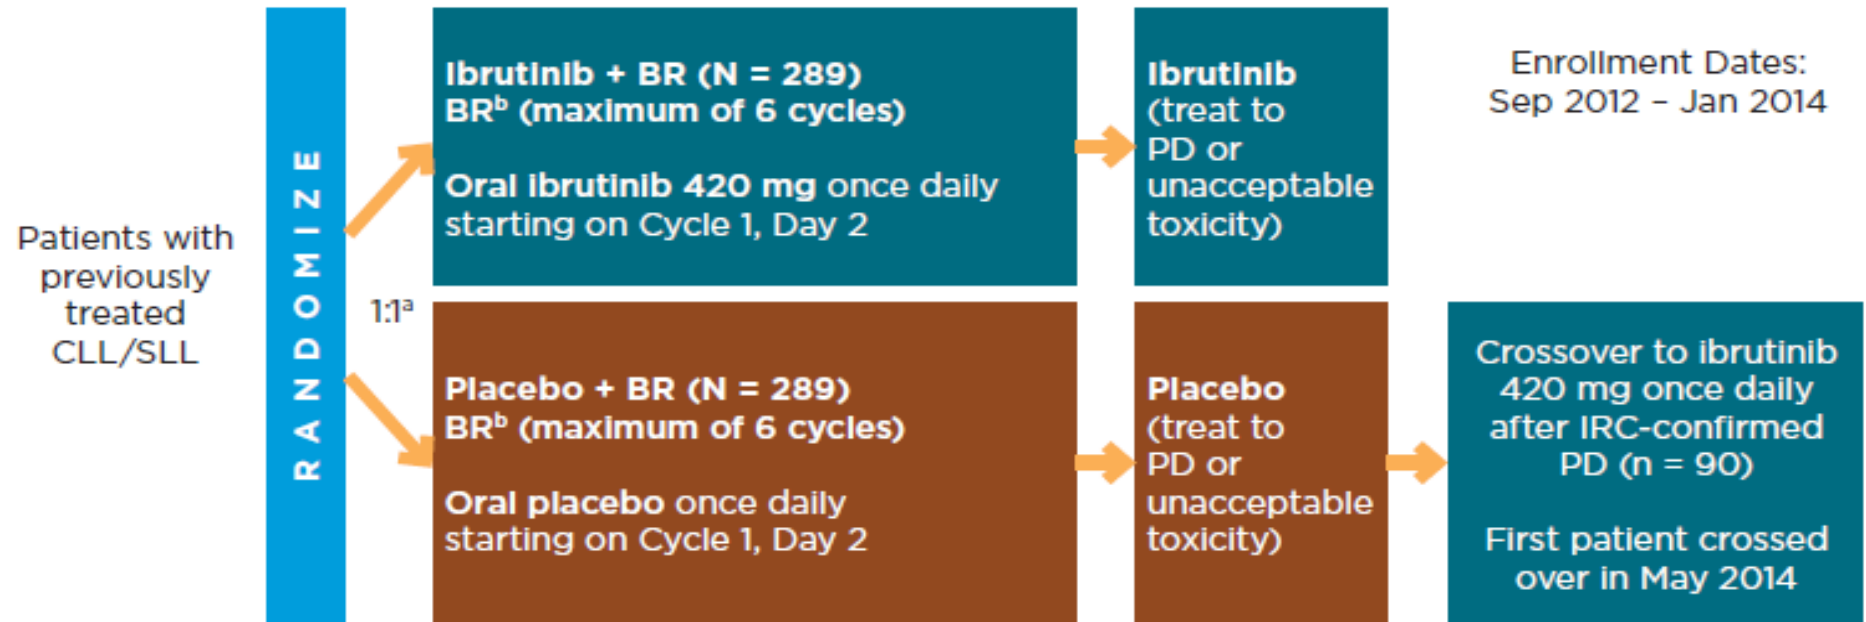 Patients with
previously
treated
CLL/SLL
RANDOMIZE
1:1ᵃ
Ibrutinib + BR (N = 289)
BRᵇ (maximum of 6 cycles)
Oral ibrutinib 420 mg once daily
starting on Cycle 1, Day 2
Ibrutinib
(treat to
PD or
unacceptable
toxicity)
Enrollment Dates:
Sep 2012 – Jan 2014
Placebo + BR (N = 289)
BRᵇ (maximum of 6 cycles)
Oral placebo once daily
starting on Cycle 1, Day 2
Placebo
(treat to
PD or
unacceptable
toxicity)
Crossover to ibrutinib
420 mg once daily
after IRC-confirmed
PD (n = 90)
First patient crossed
over in May 2014